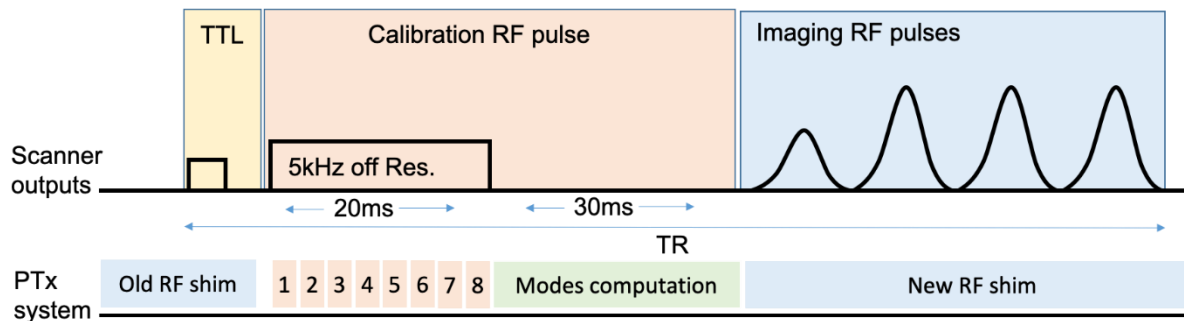 TTL
Calibration RF pulse
Imaging RF pulses
Scanner
outputs
5kHz off Res.
20ms
30ms
TR
PTx
system
Old RF shim
1 2 3 4 5 6 7 8
Modes computation
New RF shim